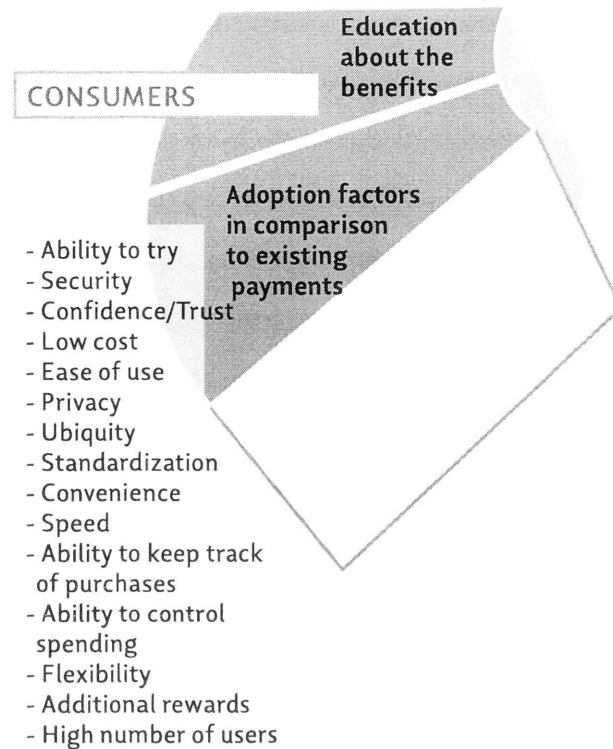 Education
about the
benefits
CONSUMERS
Adoption factors
in comparison
to existing
payments
- Ability to try
- Security
- Confidence/Trust
- Low cost
- Ease of use
- Privacy
- Ubiquity
- Standardization
- Convenience
- Speed
- Ability to keep track
of purchases
- Ability to control
spending
- Flexibility
- Additional rewards
- High number of users